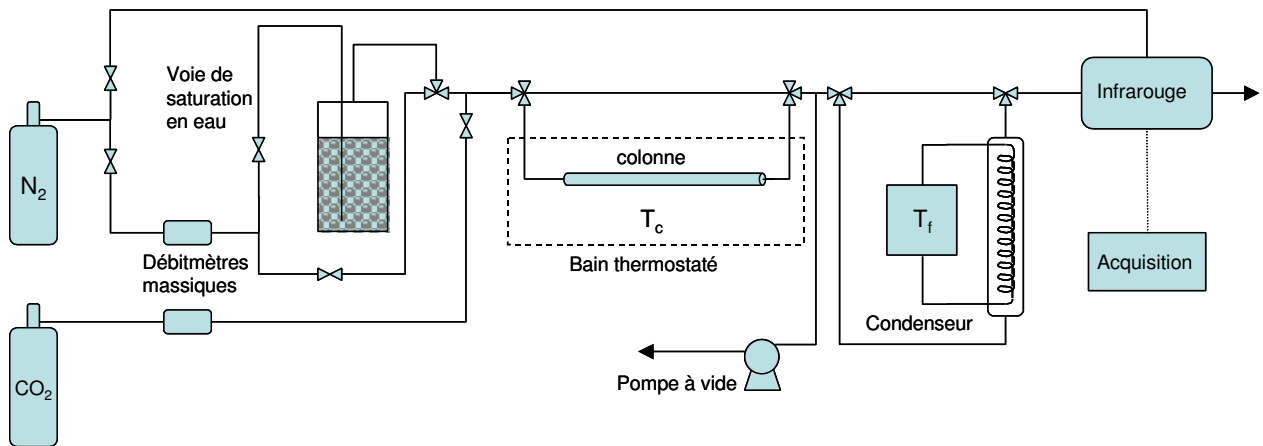 Voie de
saturation
en eau
Infrarouge
N2
colonne
Tc
Tf
Débitmètres
massiques
Bain thermostaté
Acquisition
Condenseur
CO2
Pompe à vide